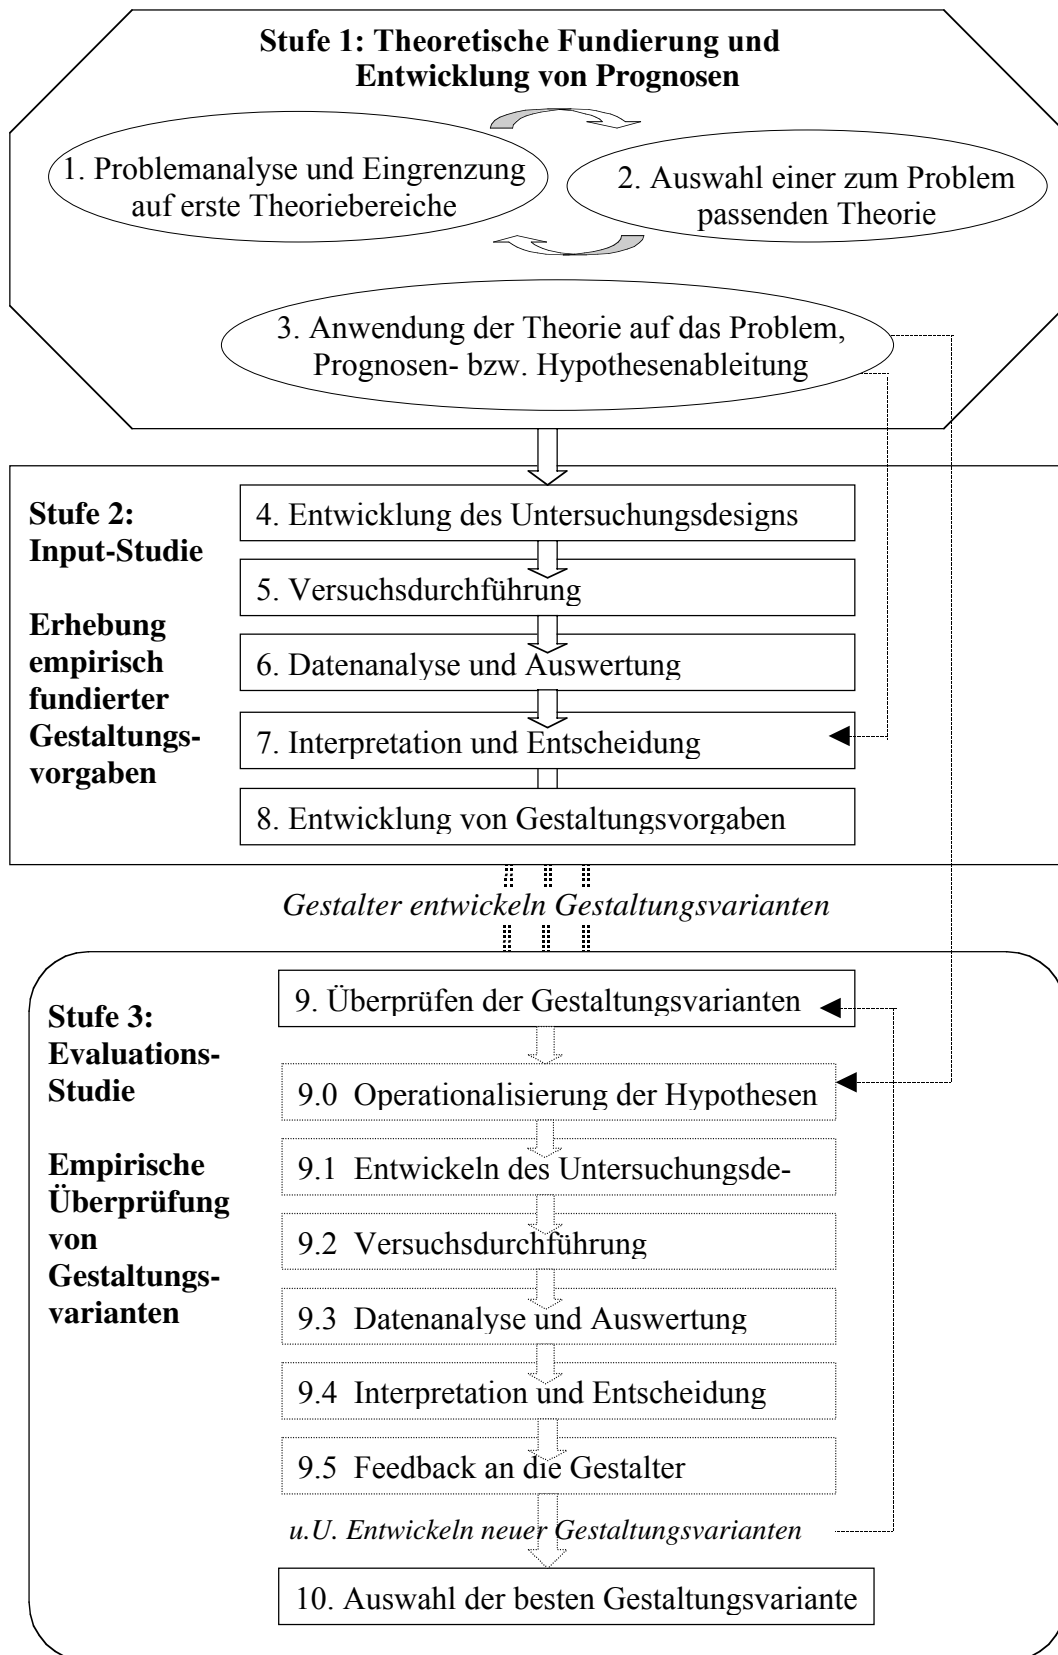 Stufe 1: Theoretische Fundierung und
Entwicklung von Prognosen
1. Problemanalyse und Eingrenzung
auf erste Theoriebereiche
2. Auswahl einer zum Problem
passenden Theorie
3. Anwendung der Theorie auf das Problem,
Prognosen- bzw. Hypothesenableitung
Stufe 2:
Input-Studie
Erhebung
empirisch
fundierter
Gestaltungs-
vorgaben
4. Entwicklung des Untersuchungsdesigns
5. Versuchsdurchführung
6. Datenanalyse und Auswertung
7. Interpretation und Entscheidung
8. Entwicklung von Gestaltungsvorgaben
Gestalter entwickeln Gestaltungsvarianten
Stufe 3:
Evaluations-
Studie
Empirische
Überprüfung
von
Gestaltungs-
varianten
9. Überprüfen der Gestaltungsvarianten
9.0 Operationalisierung der Hypothesen
9.1 Entwickeln des Untersuchungsde-
9.2 Versuchsdurchführung
9.3 Datenanalyse und Auswertung
9.4 Interpretation und Entscheidung
9.5 Feedback an die Gestalter
u.U. Entwickeln neuer Gestaltungsvarianten
10. Auswahl der besten Gestaltungsvariante